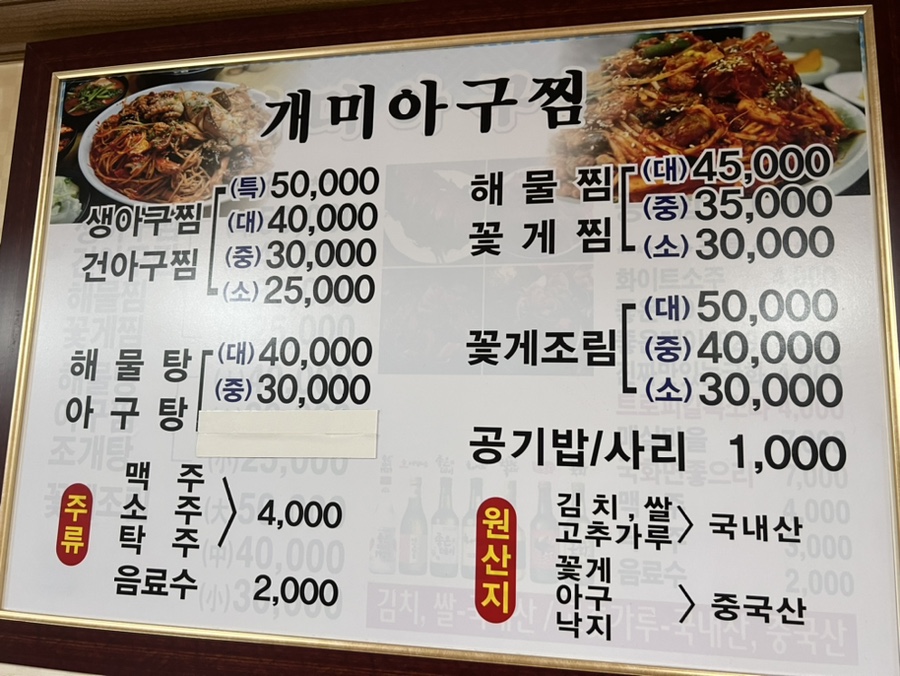 개미아구찜
생아구찜
건아구찜
(특) 50,000
(대) 40,000
(중) 30,000
(소) 25,000
해물탕
아구탕
(대) 40,000
(중) 30,000
주류
맥주
소주
탁주
4,000
음료수 2,000
해물찜
꽃게찜
(대) 45,000
(중) 35,000
(소) 30,000
꽃게조림
(대) 50,000
(중) 40,000
(소) 30,000
공기밥/사리 1,000
원산지
김치, 쌀
고추가루
국내산
꽃게
아구
낙지
중국산